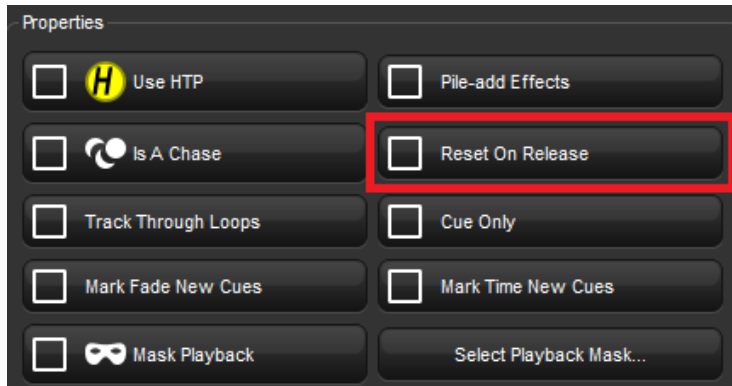 Properties
H Use HTP
Pile-add Effects
Is A Chase
Reset On Release
Track Through Loops
Cue Only
Mark Fade New Cues
Mark Time New Cues
Mask Playback
Select Playback Mask...